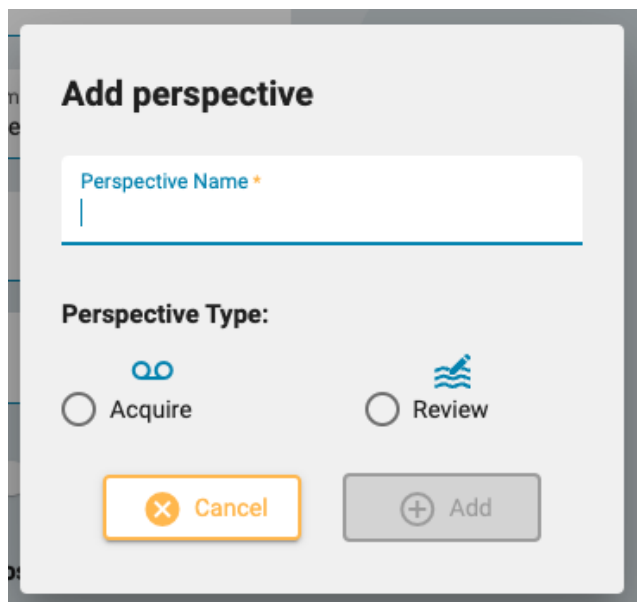 Add perspective
Perspective Name *
Perspective Type:
Acquire
Review
Cancel
Add